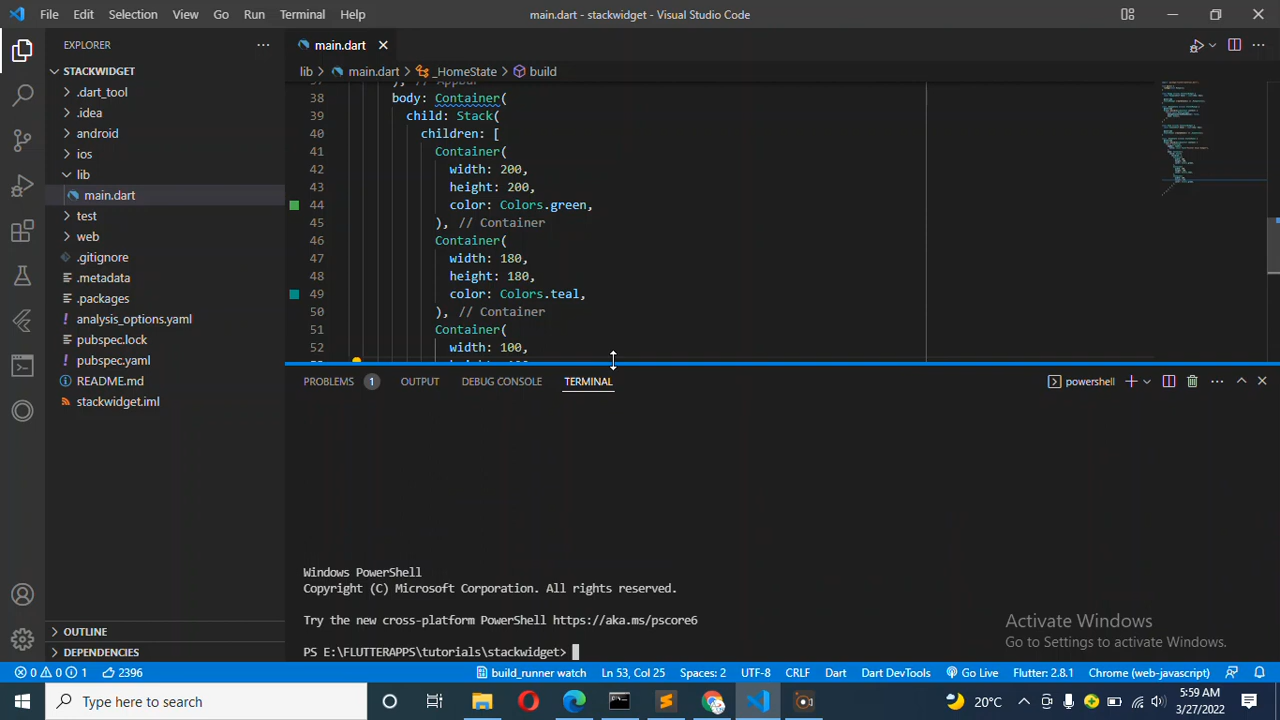 File Edit Selection View Go Run Terminal Help
main.dart - stackwidget - Visual Studio Code
EXPLORER
STACKWIDGET
.dart_tool
.idea
android
ios
lib
main.dart
test
web
.gitignore
.metadata
.packages
analysis_options.yaml
pubspec.lock
pubspec.yaml
README.md
stackwidget.iml
OUTLINE
DEPENDENCIES
main.dart
lib > main.dart > _HomeState > build
), // AppBar
38 body: Container(
39 child: Stack(
40 children: [
41 Container(
42 width: 200,
43 height: 200,
44 color: Colors.green,
45 ), // Container
46 Container(
47 width: 180,
48 height: 180,
49 color: Colors.teal,
50 ), // Container
51 Container(
52 width: 100,
PROBLEMS 1 OUTPUT DEBUG CONSOLE TERMINAL
powershell
Windows PowerShell
Copyright (C) Microsoft Corporation. All rights reserved.
Try the new cross-platform PowerShell https://aka.ms/pscore6
PS E:\FLUTTERAPPS\tutorials\stackwidget>
Activate Windows
Go to Settings to activate Windows.
0 0 1 2396 build_runner watch Ln 53, Col 25 Spaces: 2 UTF-8 CRLF Dart Dart DevTools Go Live Flutter: 2.8.1 Chrome (web-javascript)
Type here to search
20°C
5:59 AM
3/27/2022